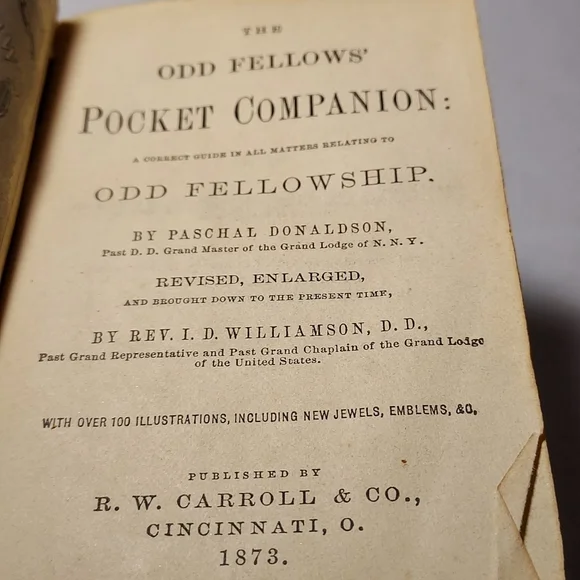 THE
ODD FELLOWS'
POCKET COMPANION:
A CORRECT GUIDE IN ALL MATTERS RELATING TO
ODD FELLOWSHIP.
BY PASCHAL DONALDSON,
Past D. D. Grand Master of the Grand Lodge of N. N. Y.
REVISED, ENLARGED,
AND BROUGHT DOWN TO THE PRESENT TIME,
BY REV. I. D. WILLIAMSON, D. D.,
Past Grand Representative and Past Grand Chaplain of the Grand Lodge
of the United States.
WITH OVER 100 ILLUSTRATIONS, INCLUDING NEW JEWELS, EMBLEMS, &C,
PUBLISHED BY
R. W. CARROLL & CO.,
CINCINNATI, O.
1873.